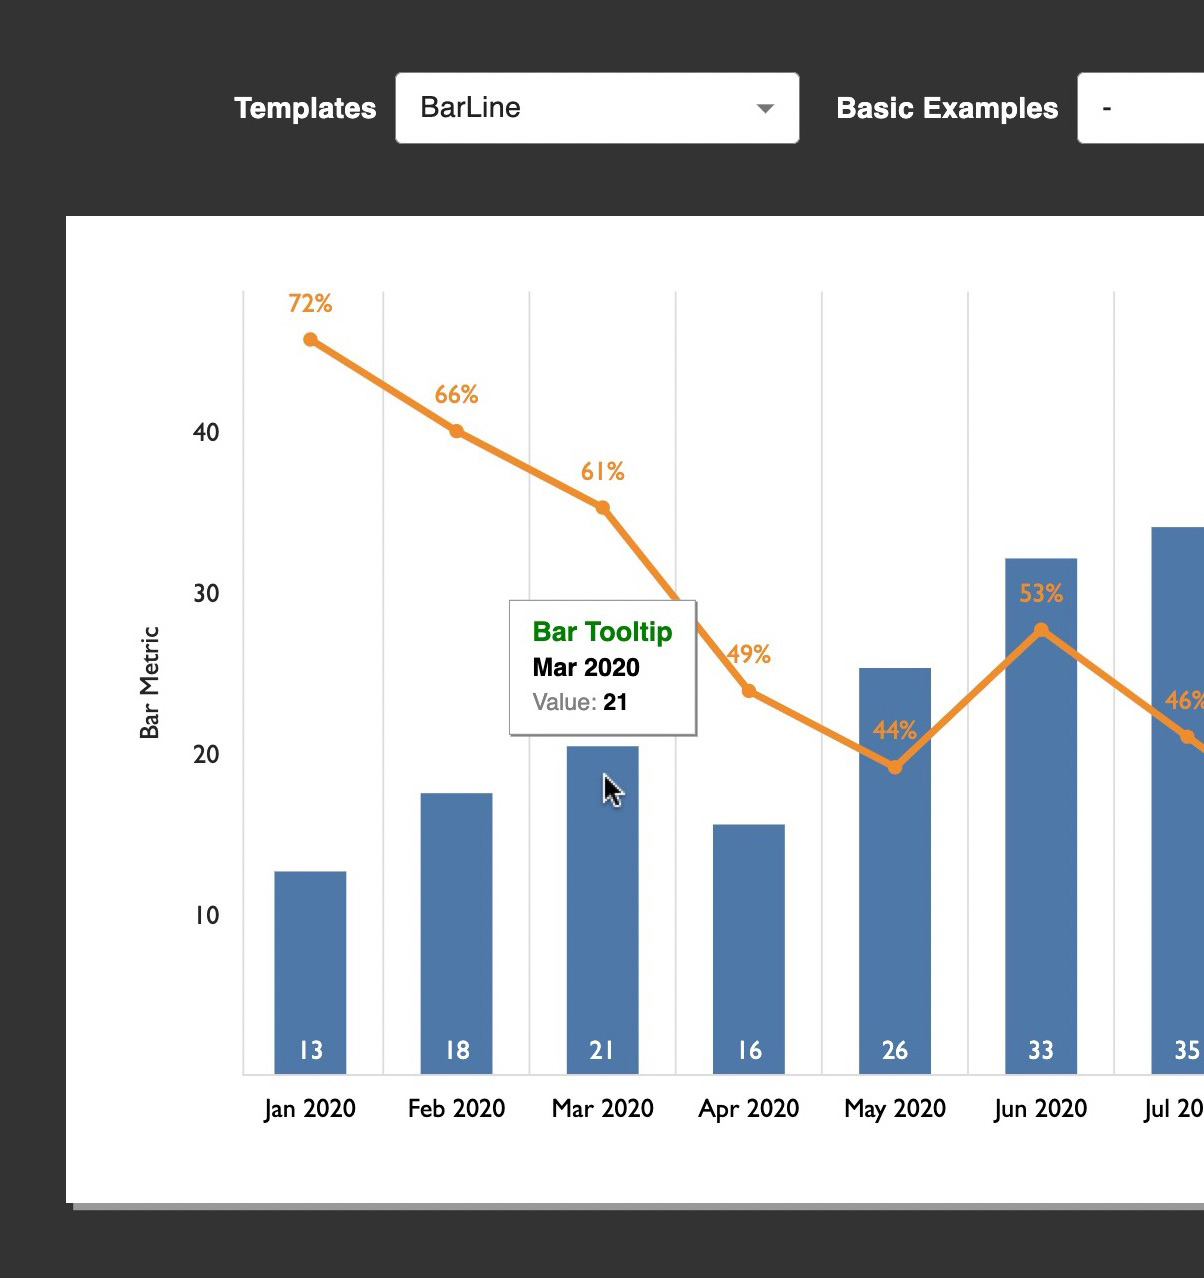 Templates BarLine Basic Examples -
72%
66%
40
61%
30
53%
Bar Tooltip
Mar 2020
Value: 21
49%
46%
44%
Bar Metric
20
10
13 18 21 16 26 33 35
Jan 2020 Feb 2020 Mar 2020 Apr 2020 May 2020 Jun 2020 Jul 20